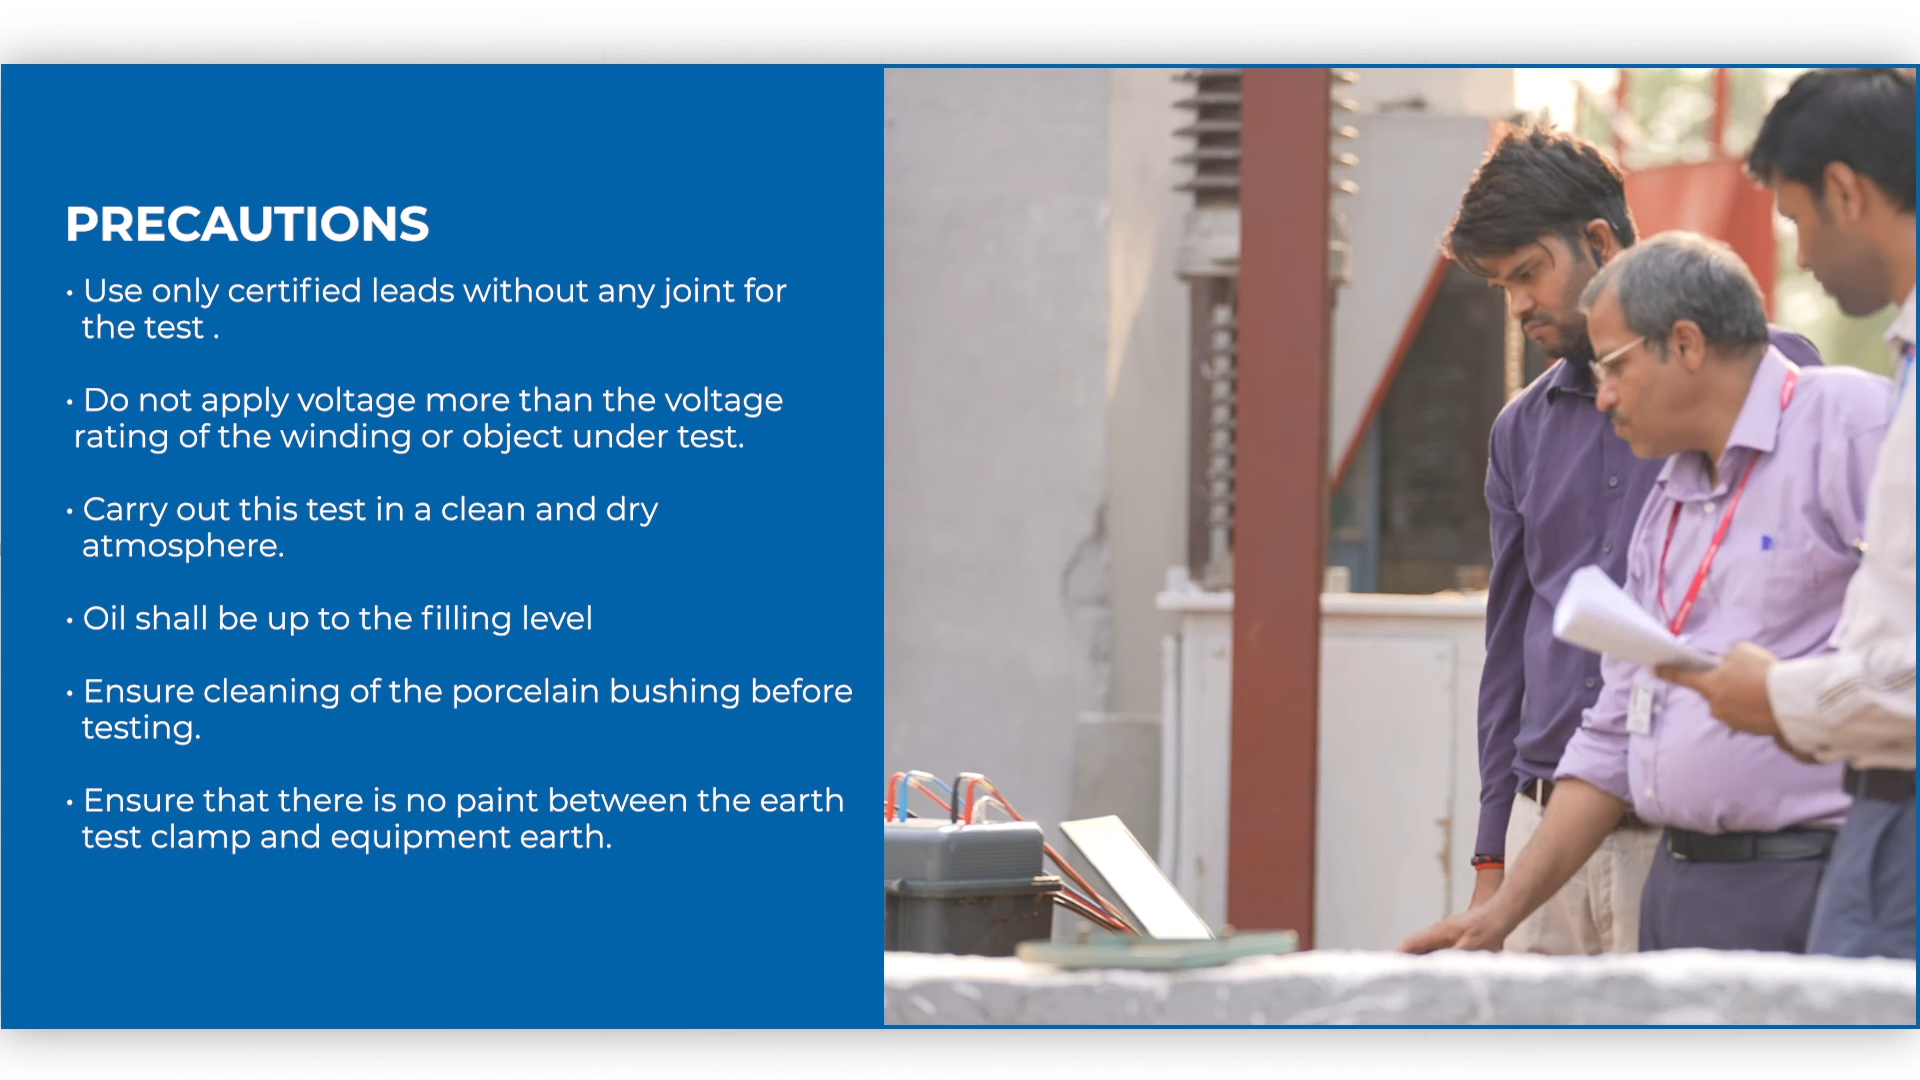 PRECAUTIONS
• Use only certified leads without any joint for
the test .
• Do not apply voltage more than the voltage
rating of the winding or object under test.
• Carry out this test in a clean and dry
atmosphere.
• Oil shall be up to the filling level
• Ensure cleaning of the porcelain bushing before
testing.
• Ensure that there is no paint between the earth
test clamp and equipment earth.